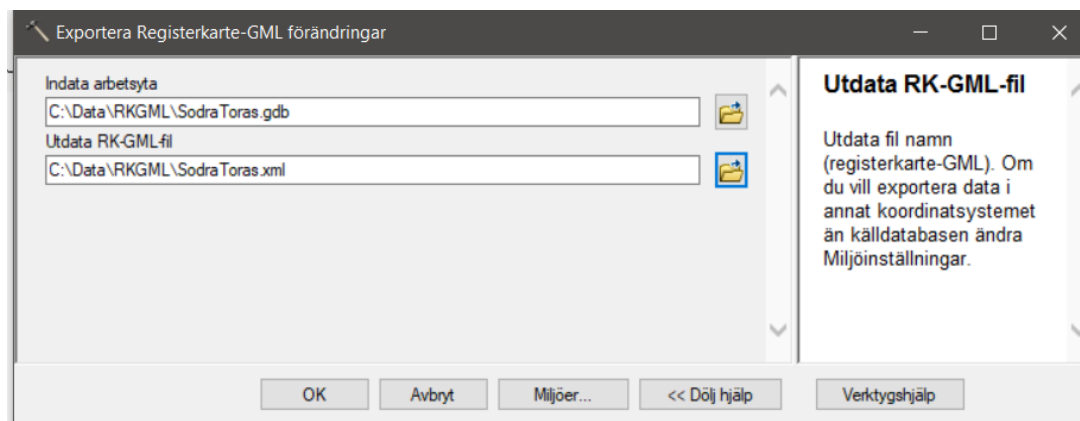 Exportera Registerkarte-GML förändringar
Indata arbetsyta
C:\Data\RKGML\SodraToras.gdb
Utdata RK-GML-fil
C:\Data\RKGML\SodraToras.xml
Utdata RK-GML-fil
Utdata fil namn
(registerkarte-GML). Om
du vill exportera data i
annat koordinatsystemet
än källdatabasen ändra
Miljöinställningar.
OK
Avbryt
Miljöer...
<< Dölj hjälp
Verktygshjälp